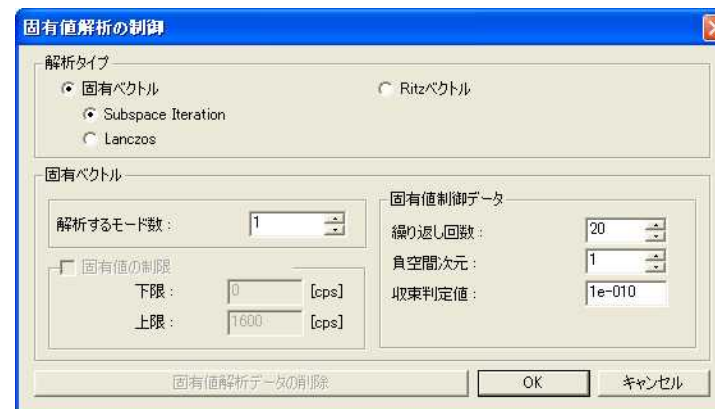 固有値解析の制御
解析タイプ
固有ベクトル
Ritzベクトル
Subspace Iteration
Lanczos
固有ベクトル
解析するモード数 : 1
固有値の制限
下限 : 0 [cps]
上限 : 1600 [cps]
固有値制御データ
繰り返し回数 : 20
負空間次元 : 1
収束判定値 : 1e-010
固有値解析データの削除
OK
キャンセル